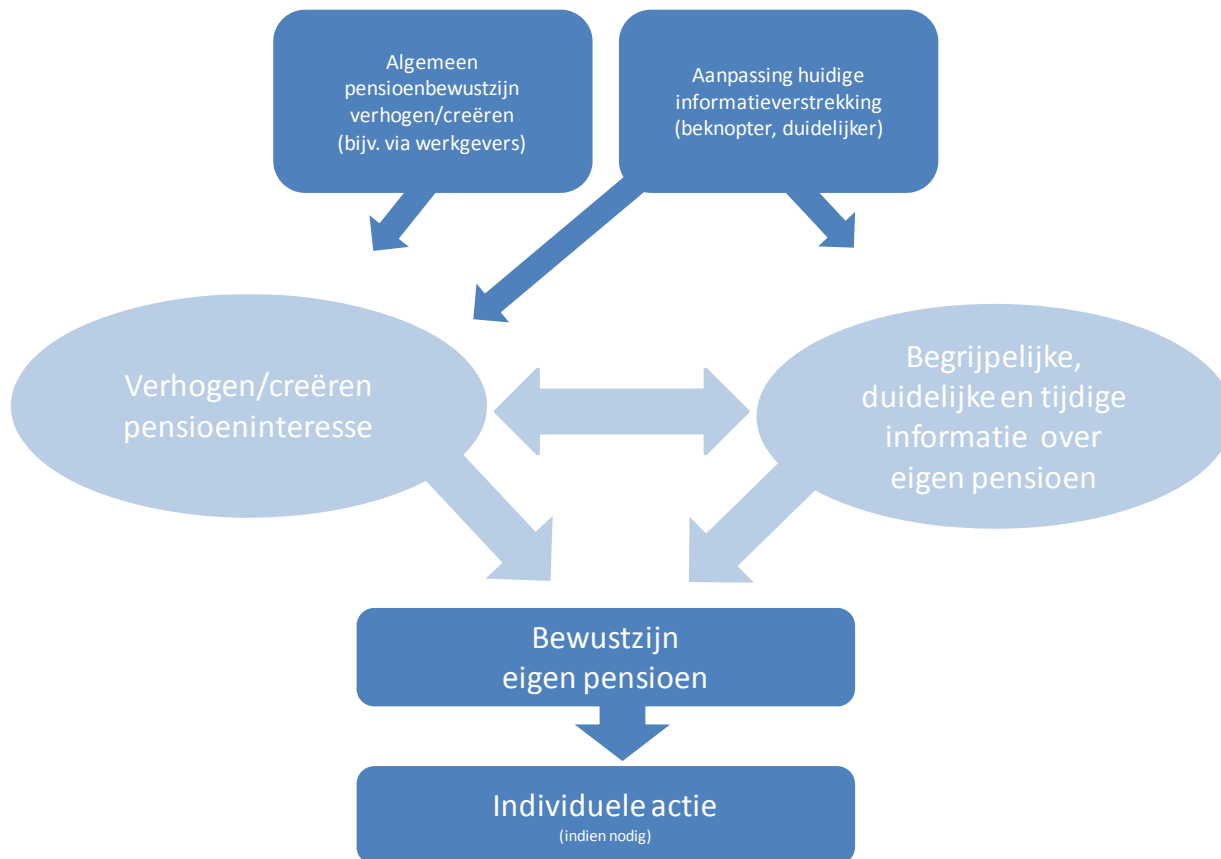 Algemeen
pensioenbewustzijn
verhogen/creëren
(bijv. via werkgevers)
Aanpassing huidige
informatieverstrekking
(beknopter, duidelijker)
Verhogen/creëren
pensioeninteresse
Begrijpelijke,
duidelijke en tijdige
informatie over
eigen pensioen
Bewustzijn
eigen pensioen
Individuele actie
(indien nodig)